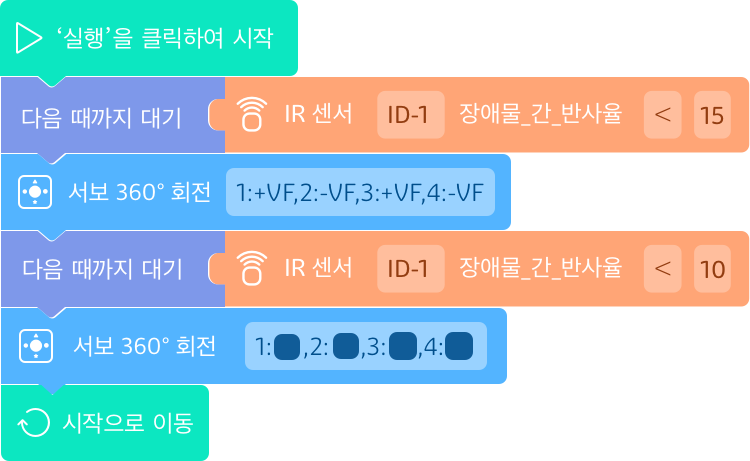 ‘실행’을 클릭하여 시작
다음 때까지 대기 IR 센서 ID-1 장애물_간_반사율 < 15
서보 360° 회전 1:+VF,2:-VF,3:+VF,4:-VF
다음 때까지 대기 IR 센서 ID-1 장애물_간_반사율 < 10
서보 360° 회전 1: ,2: ,3: ,4:
시작으로 이동